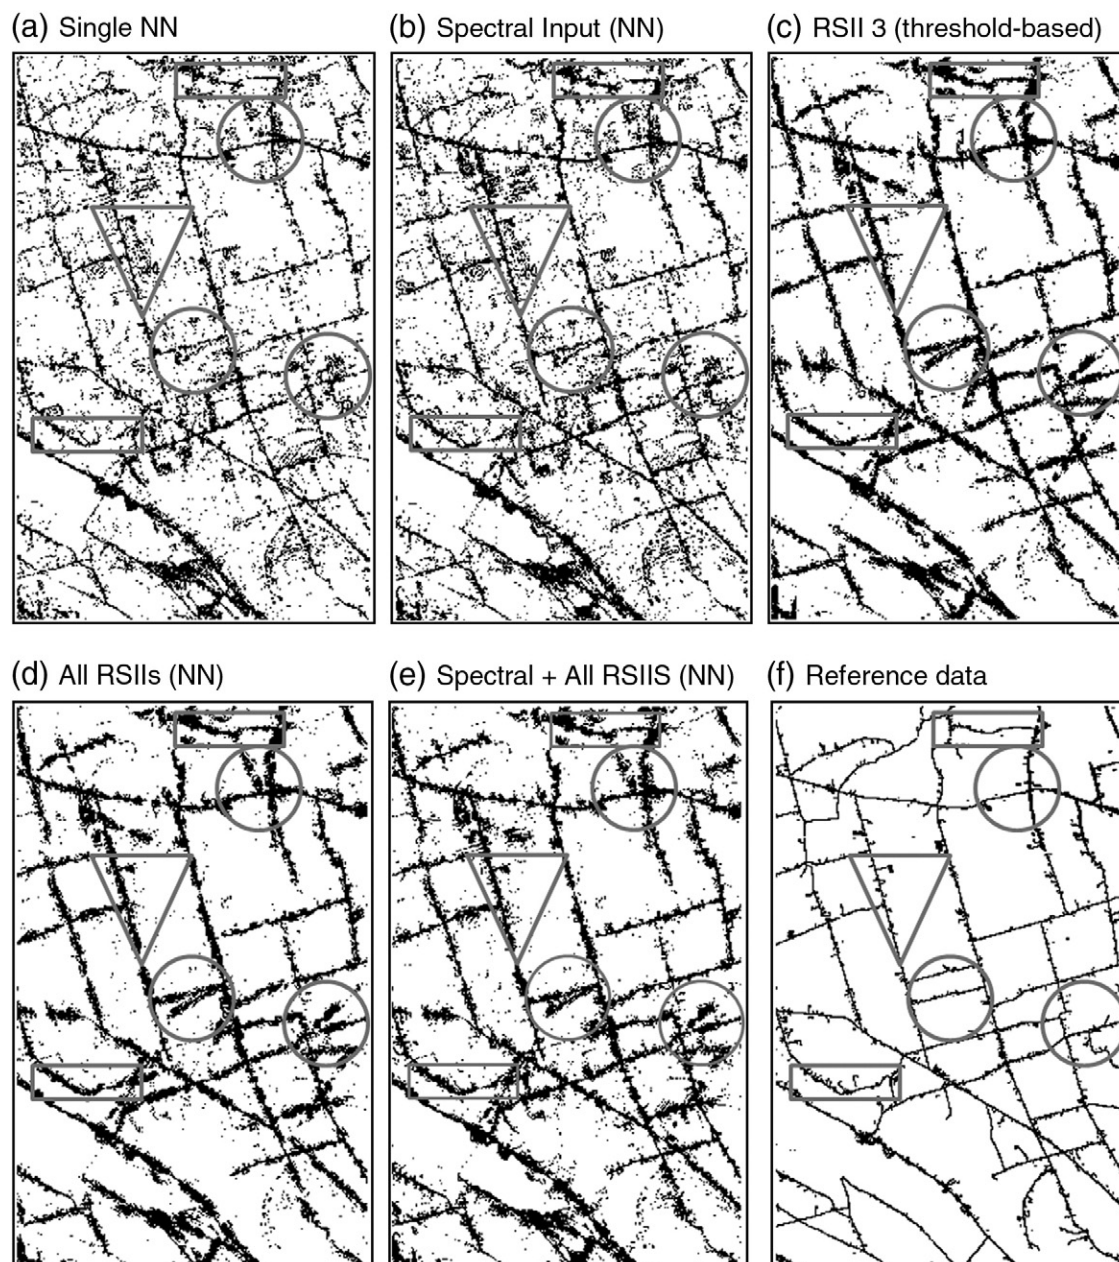 (a) Single NN
(b) Spectral Input (NN)
(c) RSII 3 (threshold-based)
(d) All RSIIs (NN)
(e) Spectral + All RSIIS (NN)
(f) Reference data